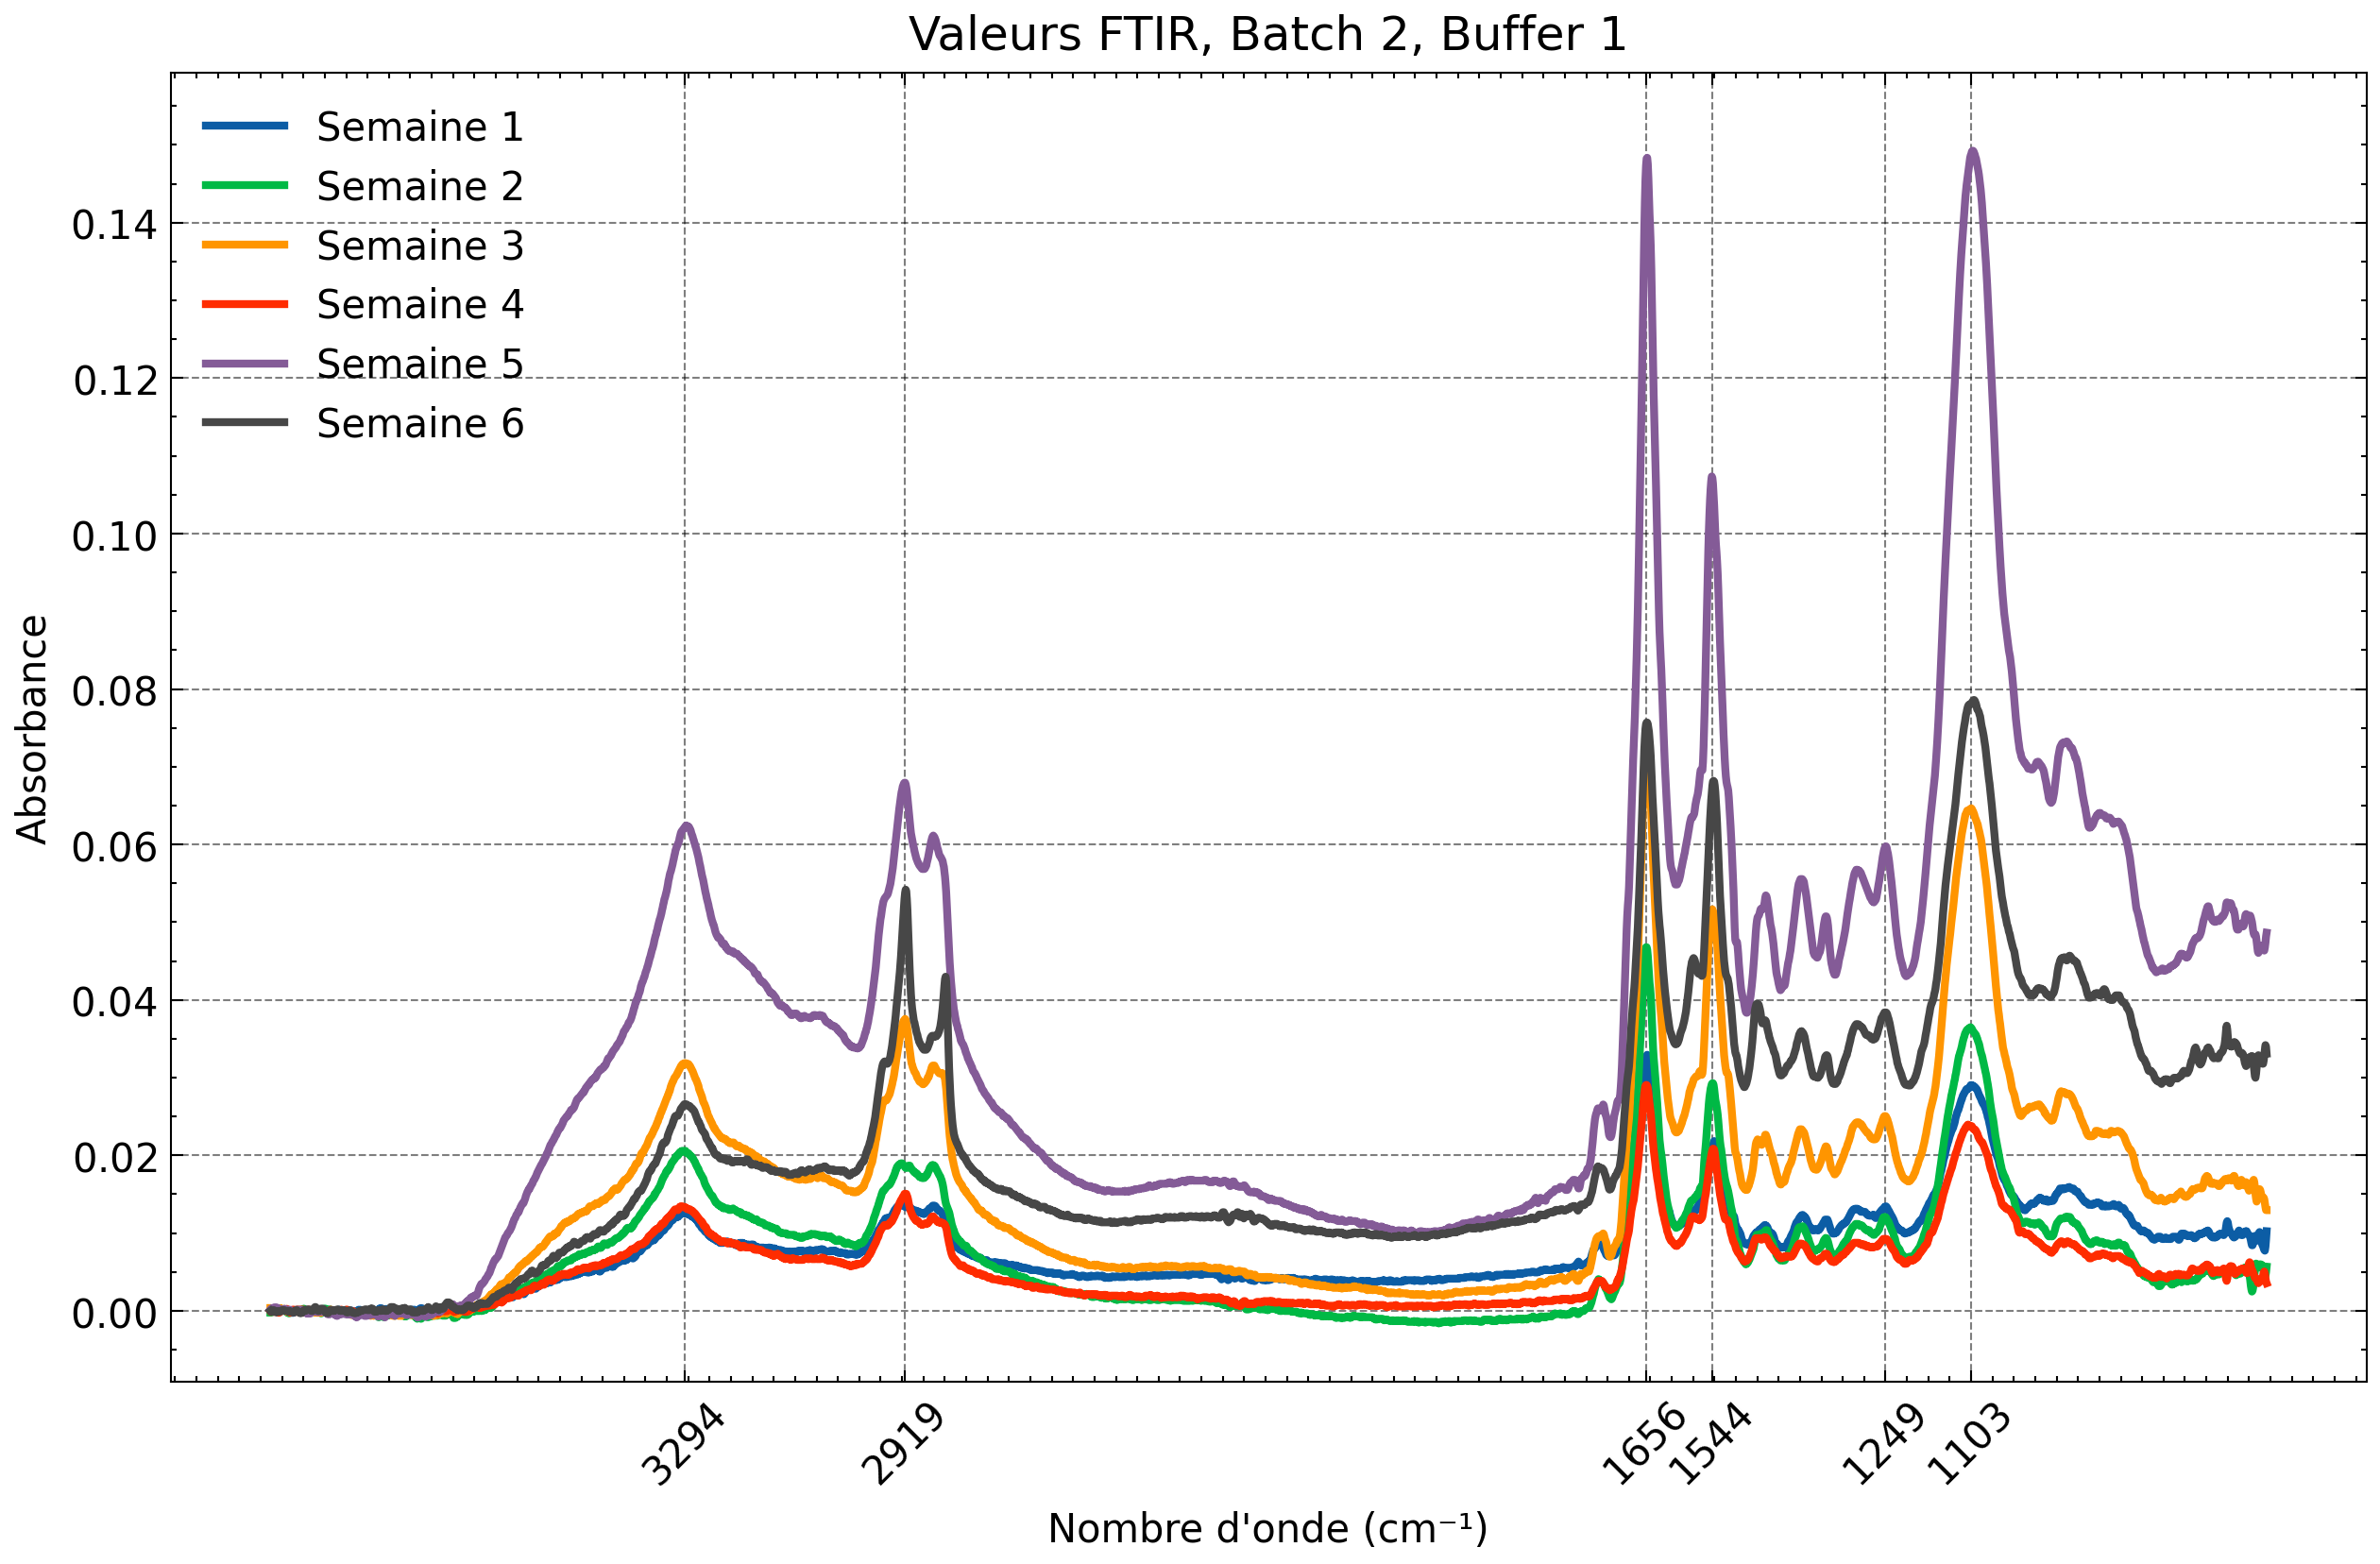 Valeurs FTIR, Batch 2, Buffer 1
Semaine 1
Semaine 2
Semaine 3
Semaine 4
Semaine 5
Semaine 6
0.14
0.12
0.10
0.08
0.06
0.04
0.02
0.00
Absorbance
3294
2919
1656
1544
1249
1103
Nombre d'onde (cm⁻¹)